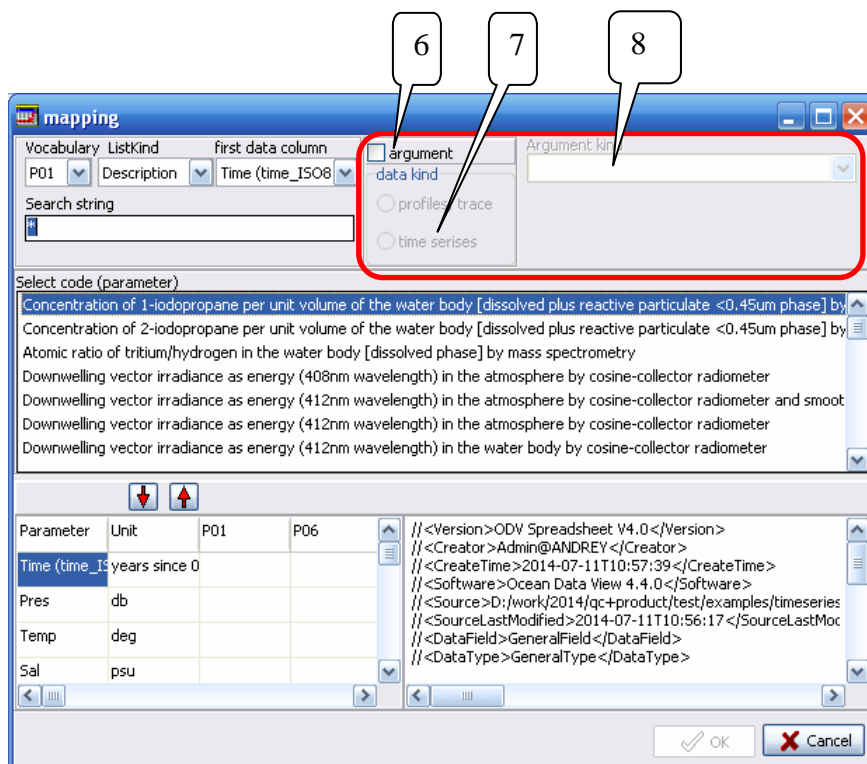 6 7 8
mapping
Vocabulary ListKind first data column
P01 Description Time (time_ISO8
Search string
*
argument
data kind
profiles, trace
time serises
Argument kind
Select code (parameter)
Concentration of 1-iodopropane per unit volume of the water body [dissolved plus reactive particulate <0.45um phase] by
Concentration of 2-iodopropane per unit volume of the water body [dissolved plus reactive particulate <0.45um phase] by
Atomic ratio of tritium/hydrogen in the water body [dissolved phase] by mass spectrometry
Downwelling vector irradiance as energy (408nm wavelength) in the atmosphere by cosine-collector radiometer
Downwelling vector irradiance as energy (412nm wavelength) in the atmosphere by cosine-collector radiometer and smoot
Downwelling vector irradiance as energy (412nm wavelength) in the atmosphere by cosine-collector radiometer
Downwelling vector irradiance as energy (412nm wavelength) in the water body by cosine-collector radiometer
Parameter Unit P01 P06
Time (time_IS years since 0
Pres db
Temp deg
Sal psu
//<Version>ODV Spreadsheet V4.0</Version>
//<Creator>Admin@ANDREY</Creator>
//<CreateTime>2014-07-11T10:57:39</CreateTime>
//<Software>Ocean Data View 4.4.0</Software>
//<Source>D:/work/2014/qc+product/test/examples/timeseries
//<SourceLastModified>2014-07-11T10:56:17</SourceLastMoc
//<DataField>GeneralField</DataField>
//<DataType>GeneralType</DataType>
OK Cancel